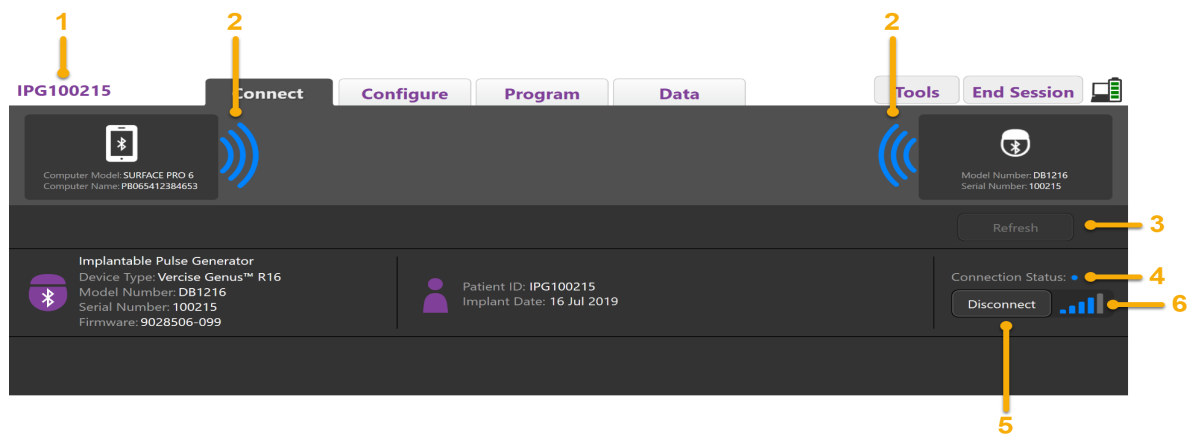 1
2
2
IPG100215
Connect
Configure
Program
Data
Tools
End Session
Computer Model: SURFACE PRO 6
Computer Name: PB065412384653
Model Number: DB1216
Serial Number: 100215
Refresh
3
Implantable Pulse Generator
Device Type: Vercise Genus™ R16
Model Number: DB1216
Serial Number: 100215
Firmware: 9028506-099
Patient ID: IPG100215
Implant Date: 16 Jul 2019
Connection Status:
4
Disconnect
6
5